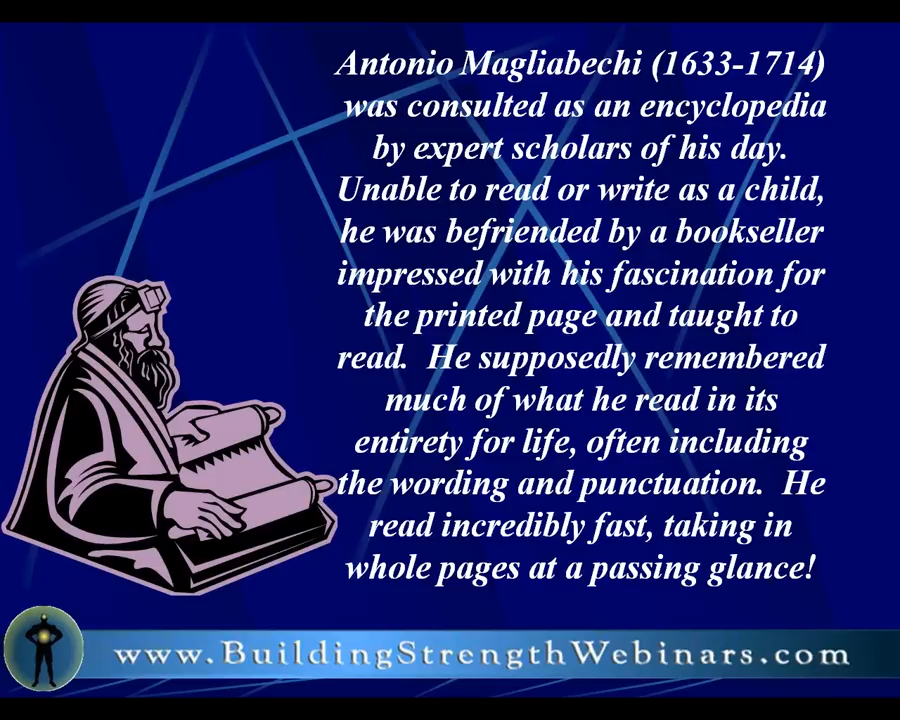 Antonio Magliabechi (1633-1714)
was consulted as an encyclopedia
by expert scholars of his day.
Unable to read or write as a child,
he was befriended by a bookseller
impressed with his fascination for
the printed page and taught to
read.  He supposedly remembered
much of what he read in its
entirety for life, often including
the wording and punctuation.  He
read incredibly fast, taking in
whole pages at a passing glance!
www.BuildingStrengthWebinars.com